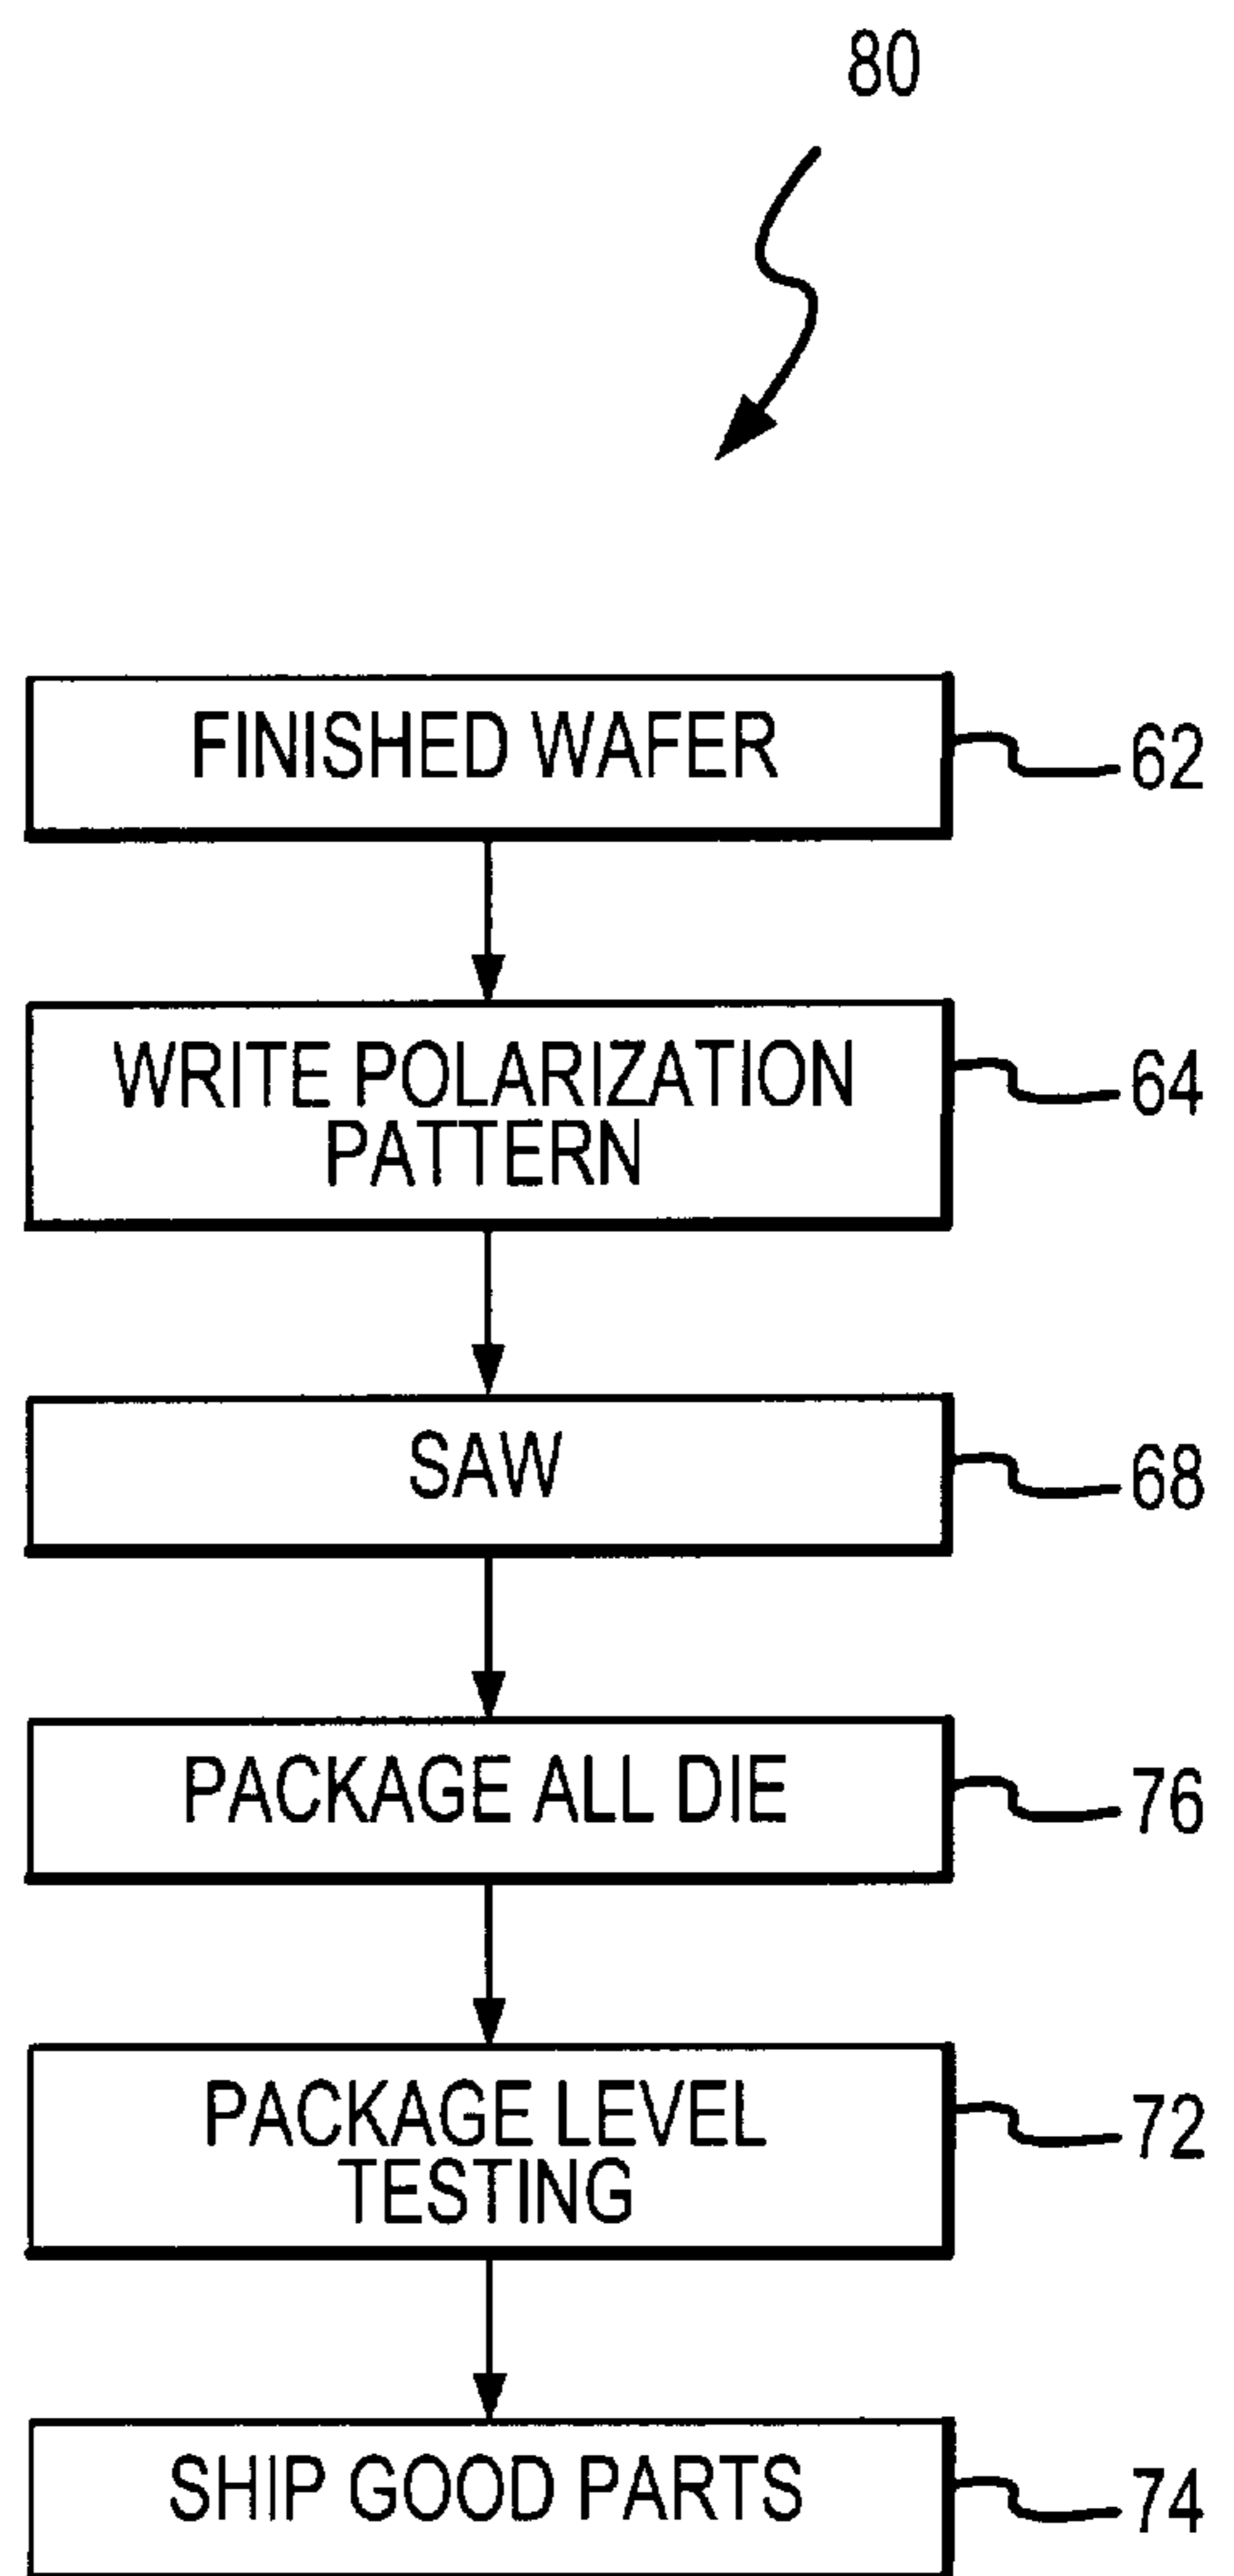 80
FINISHED WAFER
62
WRITE POLARIZATION
PATTERN
64
SAW
68
PACKAGE ALL DIE
76
PACKAGE LEVEL
TESTING
72
SHIP GOOD PARTS
74